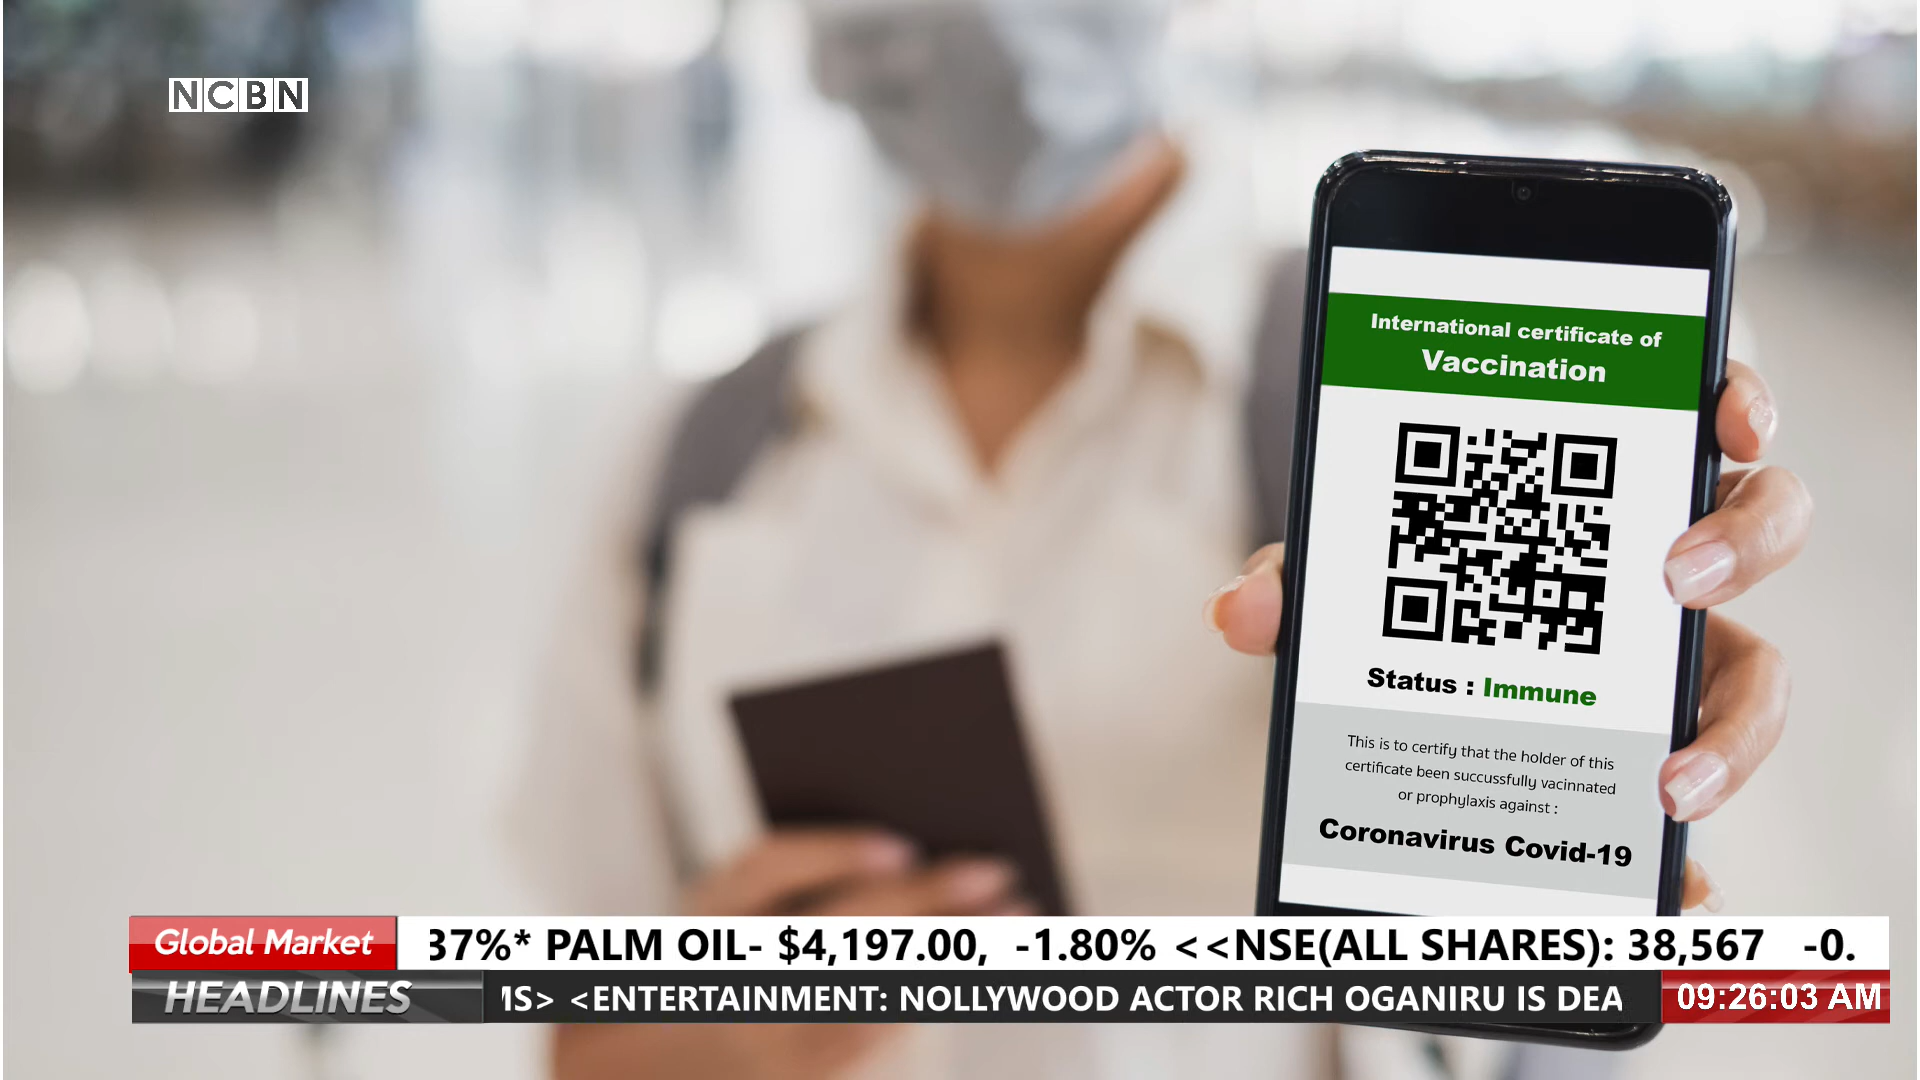 NCBN
International certificate of
Vaccination
Status : Immune
This is to certify that the holder of this
certificate been succussfully vacinnated
or prophylaxis against :
Coronavirus Covid-19
Global Market
37%* PALM OIL- $4,197.00, -1.80% <<NSE(ALL SHARES): 38,567 -0.
HEADLINES
MS> <ENTERTAINMENT: NOLLYWOOD ACTOR RICH OGANIRU IS DEA
09:26:03 AM